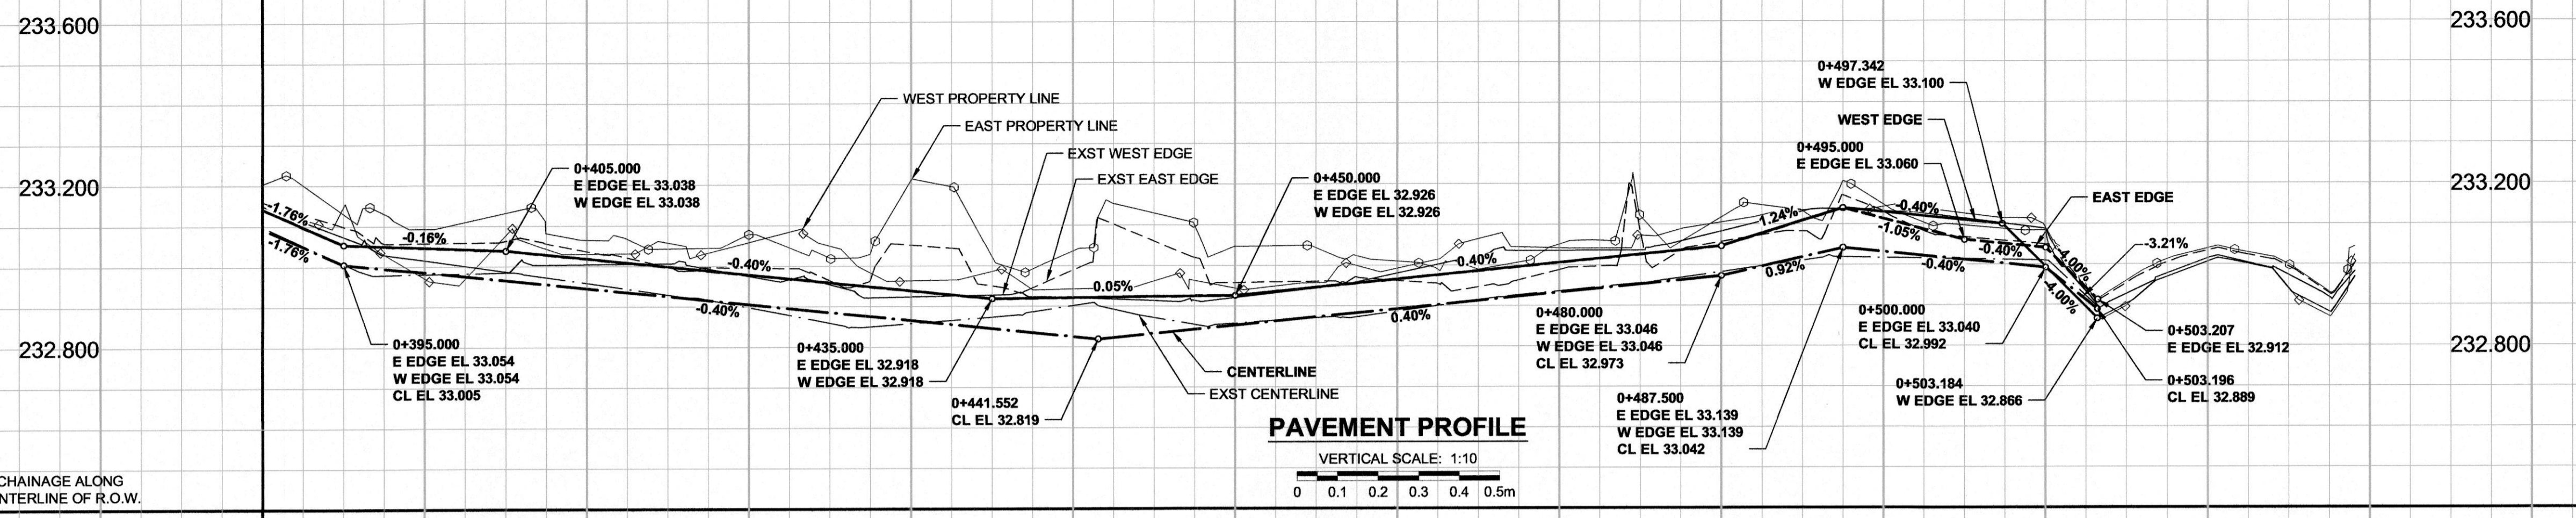 233.600
233.600
0+497.342
W EDGE EL 33.100
WEST PROPERTY LINE
EAST PROPERTY LINE
WEST EDGE
EXST WEST EDGE
0+495.000
E EDGE EL 33.060
0+405.000
E EDGE EL 33.038
W EDGE EL 33.038
EXST EAST EDGE
0+450.000
E EDGE EL 32.926
W EDGE EL 32.926
233.200
233.200
EAST EDGE
-1.76%
-0.16%
1.24%
-0.40%
-1.05%
-1.76%
-0.40%
0.40%
-0.40%
-4.00%
-3.21%
0.05%
0.92%
-0.40%
-4.00%
-0.40%
0.40%
0+395.000
E EDGE EL 33.054
W EDGE EL 33.054
CL EL 33.005
0+435.000
E EDGE EL 32.918
W EDGE EL 32.918
0+480.000
E EDGE EL 33.046
W EDGE EL 33.046
CL EL 32.973
0+500.000
E EDGE EL 33.040
CL EL 32.992
0+503.207
E EDGE EL 32.912
232.800
232.800
CENTERLINE
EXST CENTERLINE
0+441.552
CL EL 32.819
0+503.184
W EDGE EL 32.866
0+503.196
CL EL 32.889
0+487.500
E EDGE EL 33.139
W EDGE EL 33.139
CL EL 33.042
PAVEMENT PROFILE
VERTICAL SCALE: 1:10
0 0.1 0.2 0.3 0.4 0.5m
CHAINAGE ALONG
NTERLINE OF R.O.W.